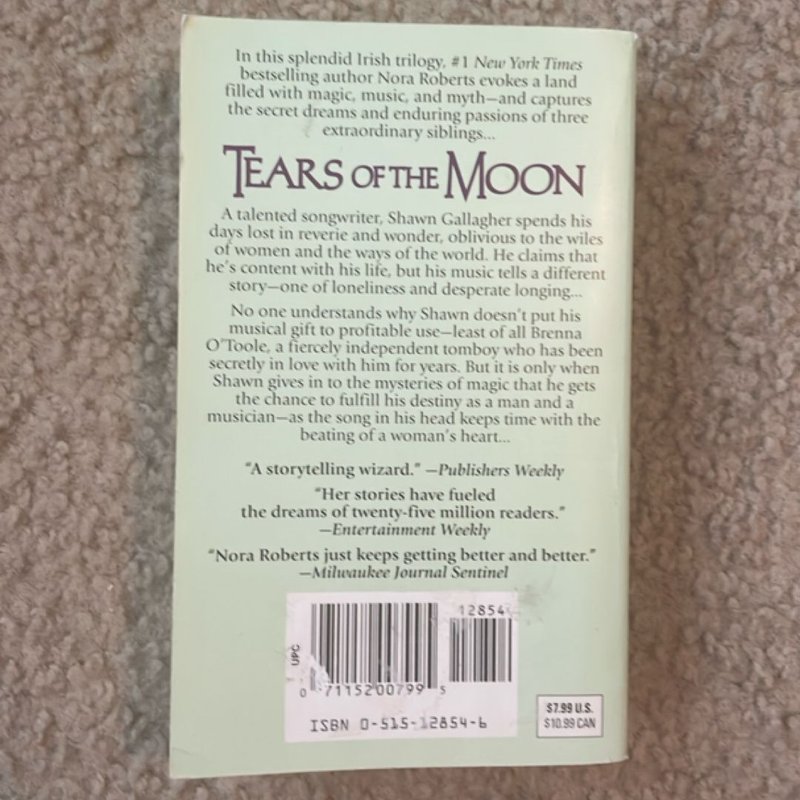 In this splendid Irish trilogy, #1 New York Times
bestselling author Nora Roberts evokes a land
filled with magic, music, and myth—and captures
the secret dreams and enduring passions of three
extraordinary siblings...
TEARS OF THE MOON
A talented songwriter, Shawn Gallagher spends his
days lost in reverie and wonder, oblivious to the wiles
of women and the ways of the world. He claims that
he's content with his life, but his music tells a different
story—one of loneliness and desperate longing...
No one understands why Shawn doesn't put his
musical gift to profitable use—least of all Brenna
O'Toole, a fiercely independent tomboy who has been
secretly in love with him for years. But it is only when
Shawn gives in to the mysteries of magic that he gets
the chance to fulfill his destiny as a man and a
musician—as the song in his head keeps time with the
beating of a woman's heart...
"A storytelling wizard." —Publishers Weekly
"Her stories have fueled
the dreams of twenty-five million readers."
—Entertainment Weekly
"Nora Roberts just keeps getting better and better."
—Milwaukee Journal Sentinel
12854
UPC
0 71152 00799 5
ISBN 0-515-12854-6
$7.99 U.S.
$10.99 CAN